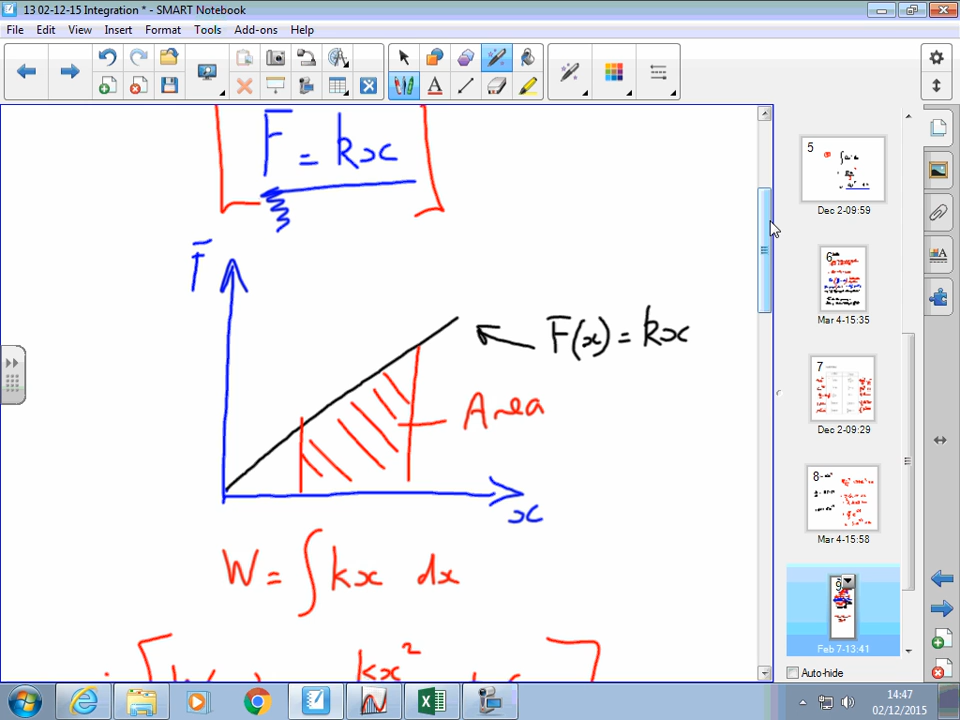 13 02-12-15 Integration * - SMART Notebook
File Edit View Insert Format Tools Add-ons Help
F = kx
F
F(x) = kx
Area
x
W = ∫ kx dx
kx²
5
Dec 2-09:59
6
Mar 4-15:35
7
Dec 2-09:29
8
Mar 4-15:58
9
Feb 7-13:41
Auto-hide
14:47
02/12/2015